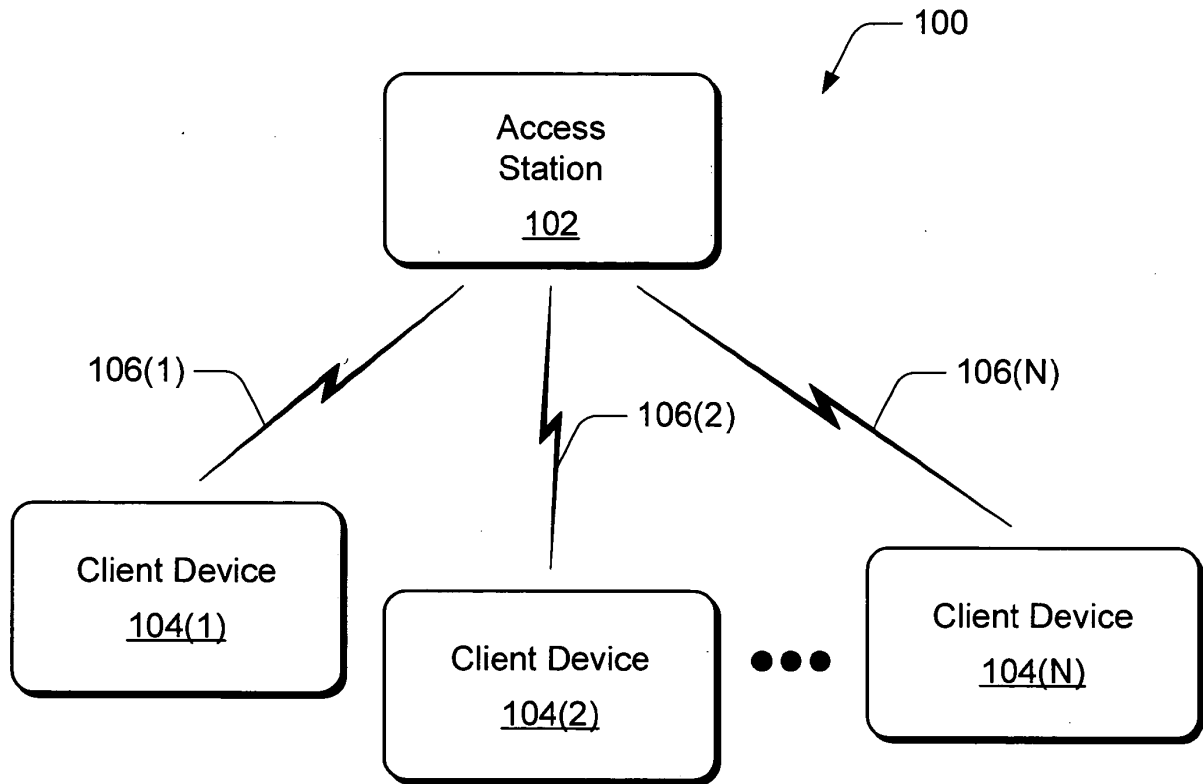 100
Access
Station
102
106(1)
106(2)
106(N)
Client Device
104(1)
Client Device
104(2)
Client Device
104(N)